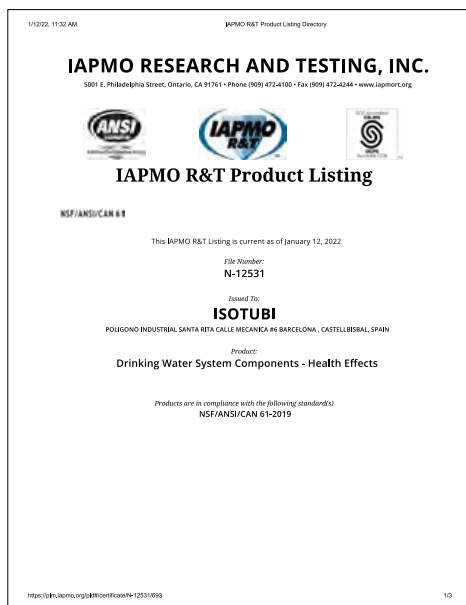 1/12/22, 11:32 AM IAPMO R&T Product Listing Directory
IAPMO RESEARCH AND TESTING, INC.
5001 E. Philadelphia Street, Ontario, CA 91761 • Phone (909) 472-4100 • Fax (909) 472-4244 • www.iapmort.org
ANSI
IAPMO
R&T
IAPMO R&T Product Listing
NSF/ANSI/CAN 61
This IAPMO R&T Listing is current as of January 12, 2022
File Number:
N-12531
Issued To:
ISOTUBI
POLIGONO INDUSTRIAL SANTA RITA CALLE MECANICA #6 BARCELONA , CASTELLBISBAL, SPAIN
Product:
Drinking Water System Components - Health Effects
Products are in compliance with the following standard(s)
NSF/ANSI/CAN 61-2019
https://plm.iapmo.org/pld#/certificate/N-12531/693 1/3